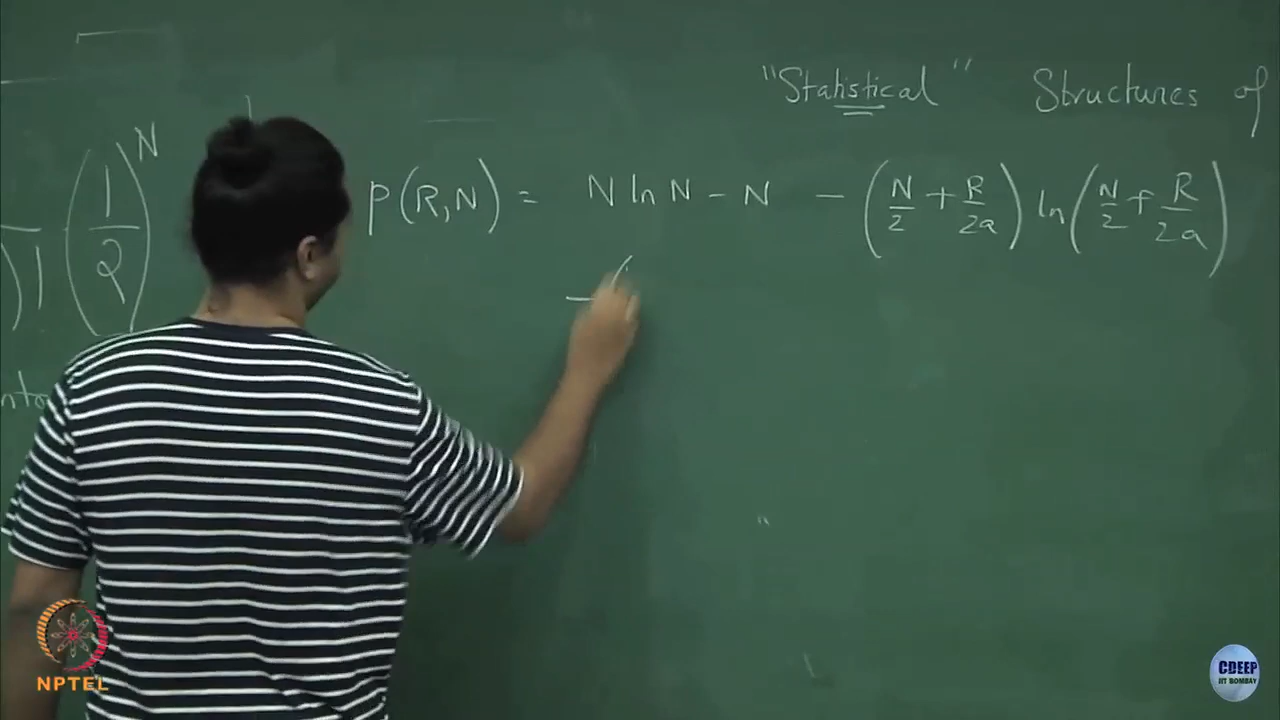 "Statistical" Structures of
(1/2)^N
p(R,N) = N ln N - N - (N/2 + R/2a) ln (N/2 + R/2a)
- (
NPTEL
CDEEP
IIT BOMBAY